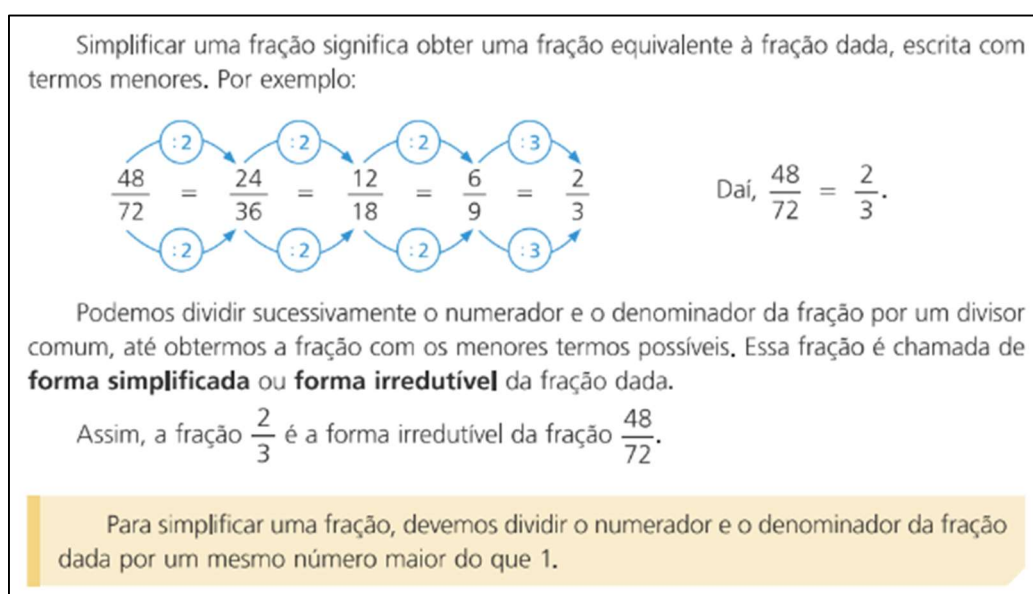 Simplificar uma fração significa obter uma fração equivalente à fração dada, escrita com
termos menores. Por exemplo:
:2 :2 :2 :3
48/72 = 24/36 = 12/18 = 6/9 = 2/3 Daí, 48/72 = 2/3.
:2 :2 :2 :3
Podemos dividir sucessivamente o numerador e o denominador da fração por um divisor
comum, até obtermos a fração com os menores termos possíveis. Essa fração é chamada de
forma simplificada ou forma irredutível da fração dada.
Assim, a fração 2/3 é a forma irredutível da fração 48/72.
Para simplificar uma fração, devemos dividir o numerador e o denominador da fração
dada por um mesmo número maior do que 1.